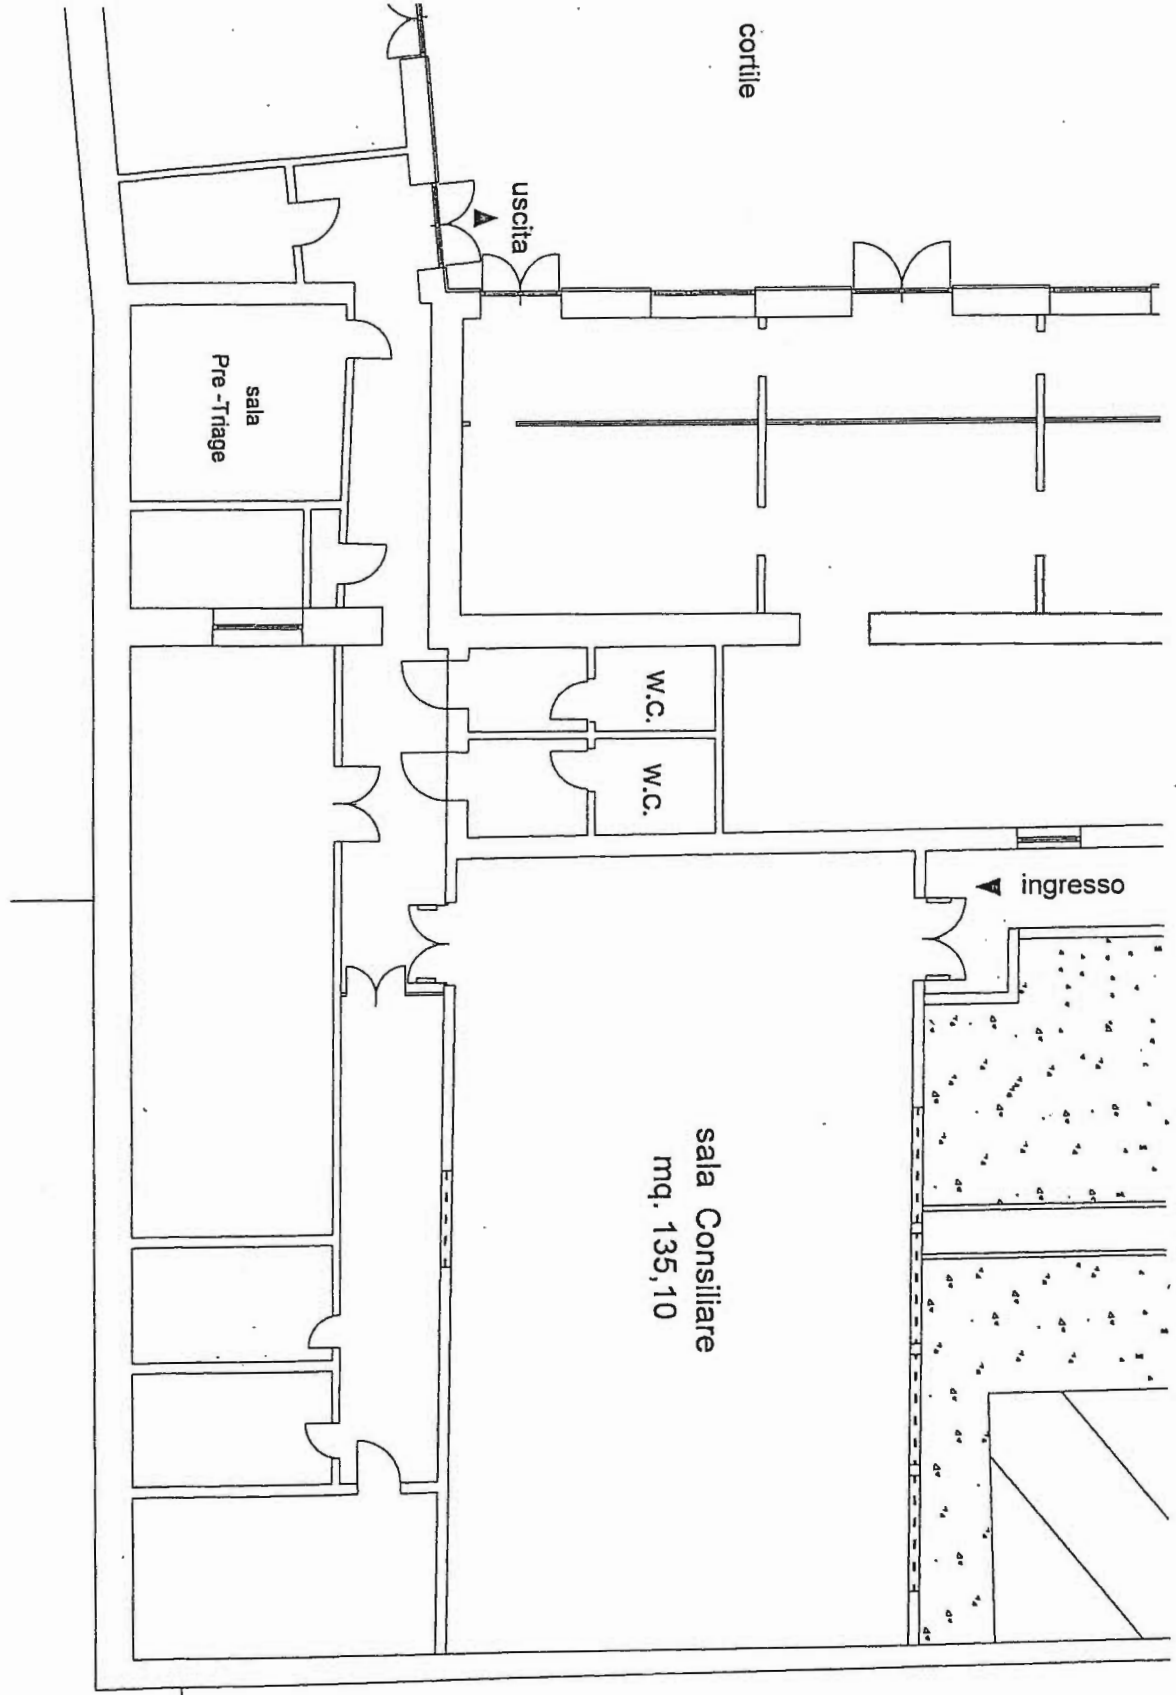 cortile
uscita
sala
Pre -Triage
W.C.
W.C.
ingresso
sala Consiliare
mq. 135,10